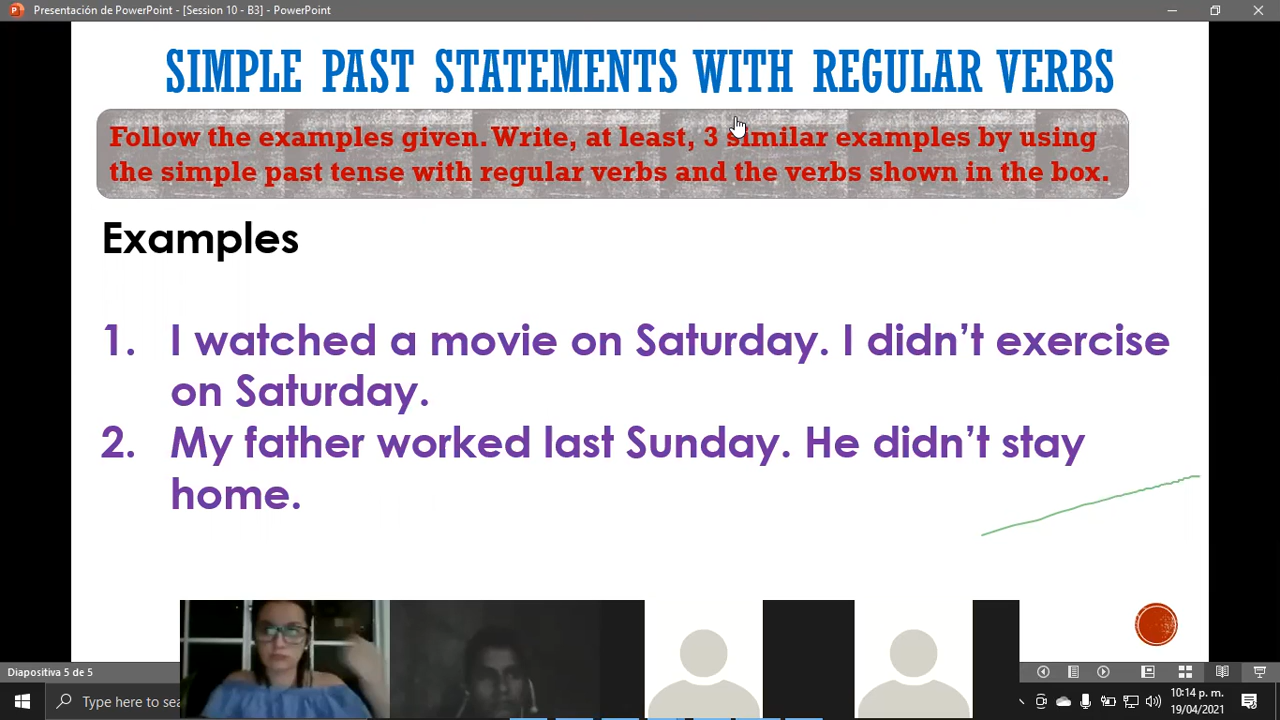 Presentación de PowerPoint - [Session 10 - B3] - PowerPoint
SIMPLE PAST STATEMENTS WITH REGULAR VERBS
Follow the examples given. Write, at least, 3 similar examples by using
the simple past tense with regular verbs and the verbs shown in the box.
Examples
1. I watched a movie on Saturday. I didn't exercise
on Saturday.
2. My father worked last Sunday. He didn't stay
home.
Diapositiva 5 de 5
Type here to sea
10:14 p. m.
19/04/2021